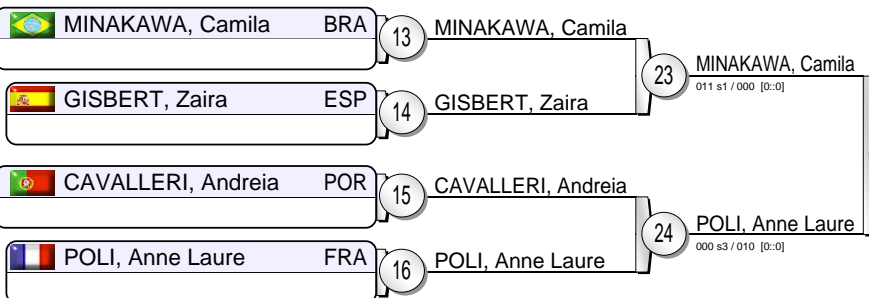 MINAKAWA, Camila BRA
13
MINAKAWA, Camila
GISBERT, Zaira ESP
14
GISBERT, Zaira
23
MINAKAWA, Camila
011 s1 / 000 [0::0]
CAVALLERI, Andreia POR
15
CAVALLERI, Andreia
POLI, Anne Laure FRA
16
POLI, Anne Laure
24
POLI, Anne Laure
000 s3 / 010 [0::0]